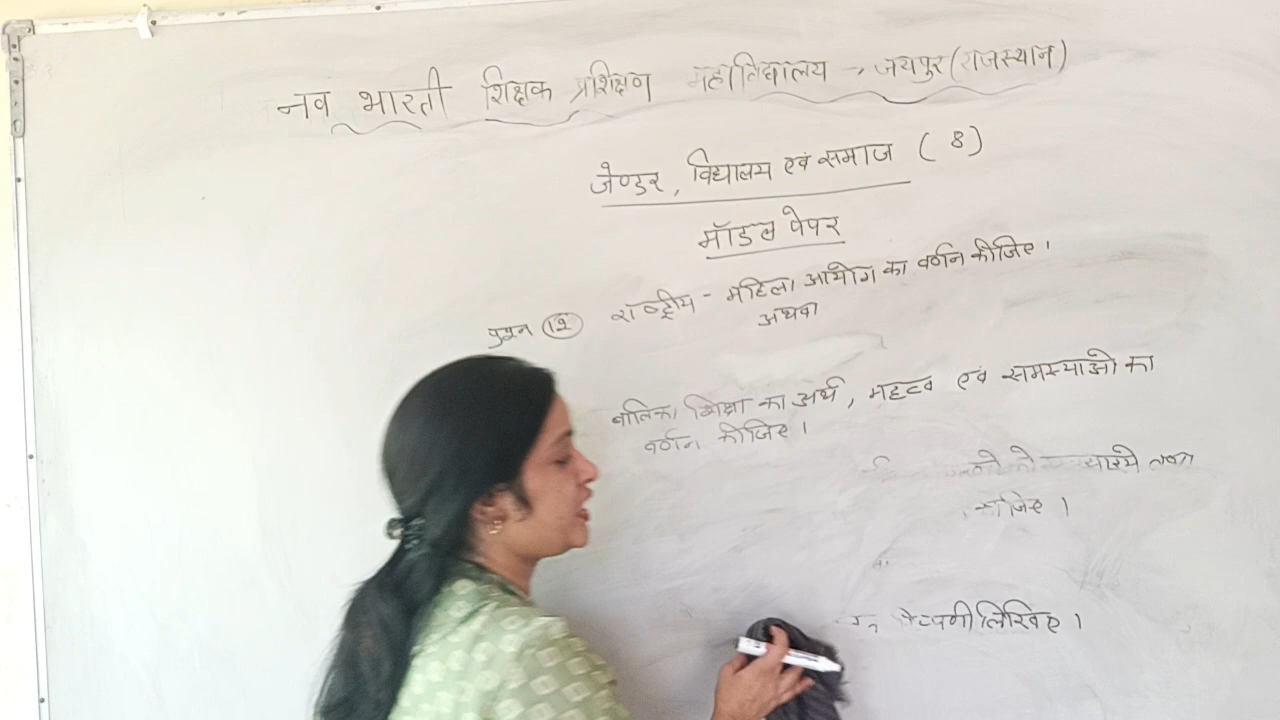 नव भारती शिक्षक प्रशिक्षण महाविद्यालय, जयपुर (राजस्थान)
जेण्डर, विद्यालय एवं समाज (8)
मॉडल पेपर
प्रश्न 12 राष्ट्रीय - महिला आयोग का वर्णन कीजिए।
अथवा
बालिका शिक्षा का अर्थ, महत्व एवं समस्याओं का
वर्णन कीजिए।
कीजिए।
लिखिए।